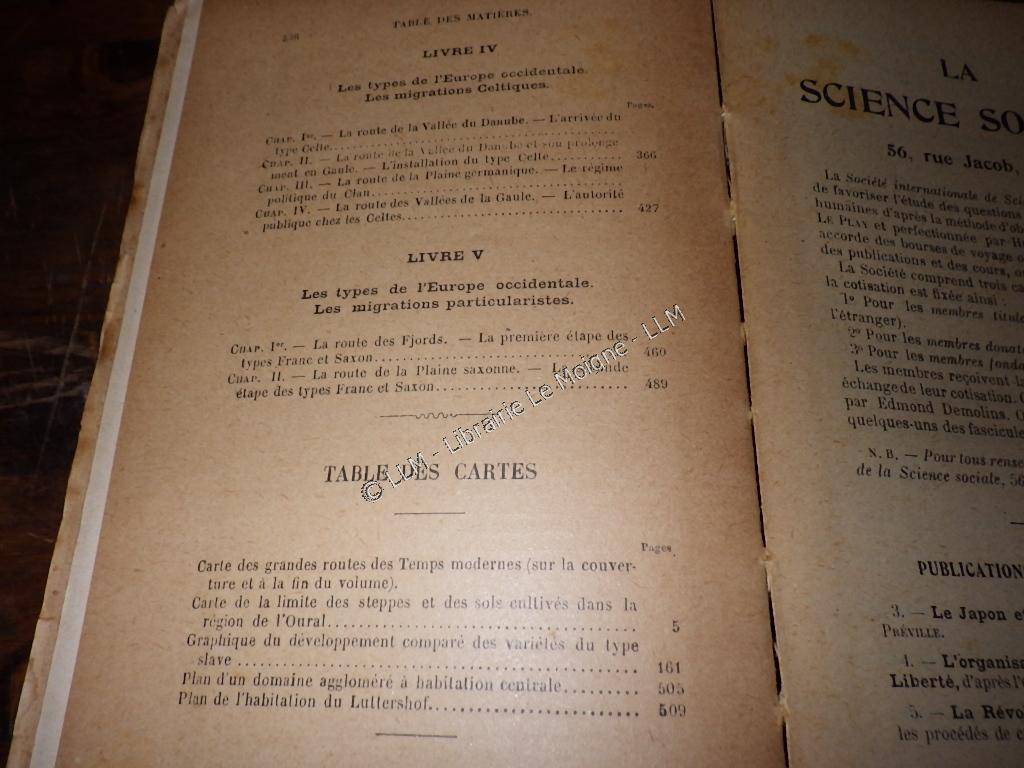 TABLE DES MATIÈRES.
LIVRE IV
Les types de l'Europe occidentale.
Les migrations Celtiques.
Pages.
CHAP. Ier. — La route de la Vallée du Danube. — L'arrivée du
type Celte
CHAP. II. — La route de la Vallée du Danube et son prolonge
ment en Gaule. — L'installation du type Celte 366
CHAP. III. — La route de la Plaine germanique. — Le régime
politique du Clan
CHAP. IV. — La route des Vallées de la Gaule. — L'autorité
publique chez les Celtes 427
LIVRE V
Les types de l'Europe occidentale.
Les migrations particularistes.
CHAP. Ier. — La route des Fjords. — La première étape des
types Franc et Saxon 460
CHAP. II. — La route de la Plaine saxonne. —
étape des types Franc et Saxon 489
TABLE DES CARTES
Pages
Carte des grandes routes des Temps modernes (sur la couver-
ture et à la fin du volume).
Carte de la limite des steppes et des sols cultivés dans la
région de l'Oural 5
Graphique du développement comparé des variétés du type
slave 161
Plan d'un domaine aggloméré à habitation centrale 505
Plan de l'habitation du Luttershof 509
© LLM - Librairie Le Moigne - LLM
LA
SCIENCE SO
56, rue Jacob,
La Société internationale de Sci
de favoriser l'étude des questions
humaines d'après la méthode d'ob
LE PLAY et perfectionnée par H
accorde des bourses de voyage o
des publications et des cours, o
La Société comprend trois ca
la cotisation est fixée ainsi :
1o Pour les membres titul
l'étranger).
2o Pour les membres donat
3o Pour les membres fonda
Les membres reçoivent l
échange de leur cotisation.
par Edmond Demolins.
quelques-uns des fascicule
N. B. — Pour tous rense
de la Science sociale, 56
PUBLICATION
3. — Le Japon e
PRÉVILLE.
4. — L'organis
Liberté, d'après l'
5. — La Révo
les procédés de c